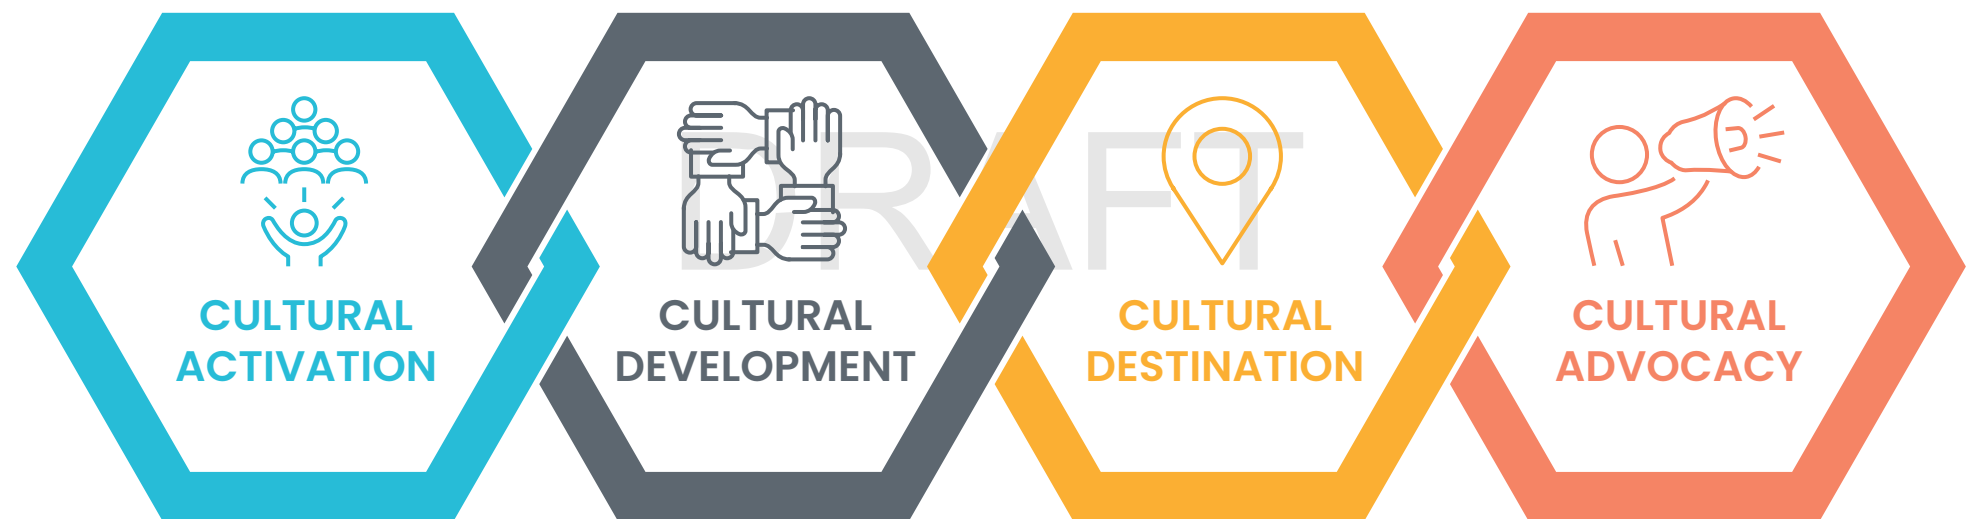 DRAFT
CULTURAL
ACTIVATION
CULTURAL
DEVELOPMENT
CULTURAL
DESTINATION
CULTURAL
ADVOCACY